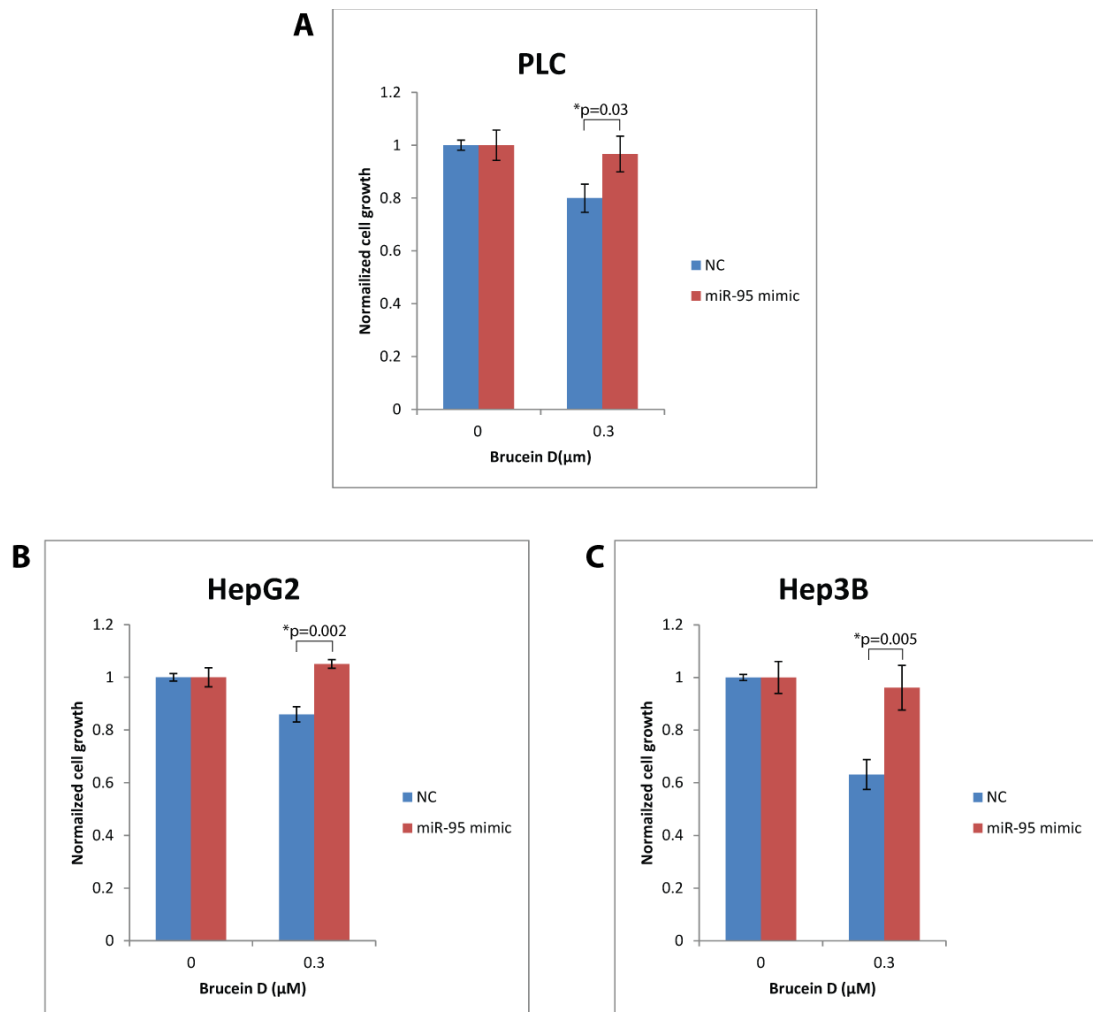 A
PLC
*p=0.03
1.2
1
0.8
0.6
0.4
0.2
0
Normailized cell growth
0 0.3
Brucein D(μm)
NC
miR-95 mimic
B
HepG2
*p=0.002
1.2
1
0.8
0.6
0.4
0.2
0
Normailzed cell growth
0 0.3
Brucein D (μM)
NC
miR-95 mimic
C
Hep3B
*p=0.005
1.2
1
0.8
0.6
0.4
0.2
0
Normailzed cell growth
0 0.3
Brucein D (μM)
NC
miR-95 mimic